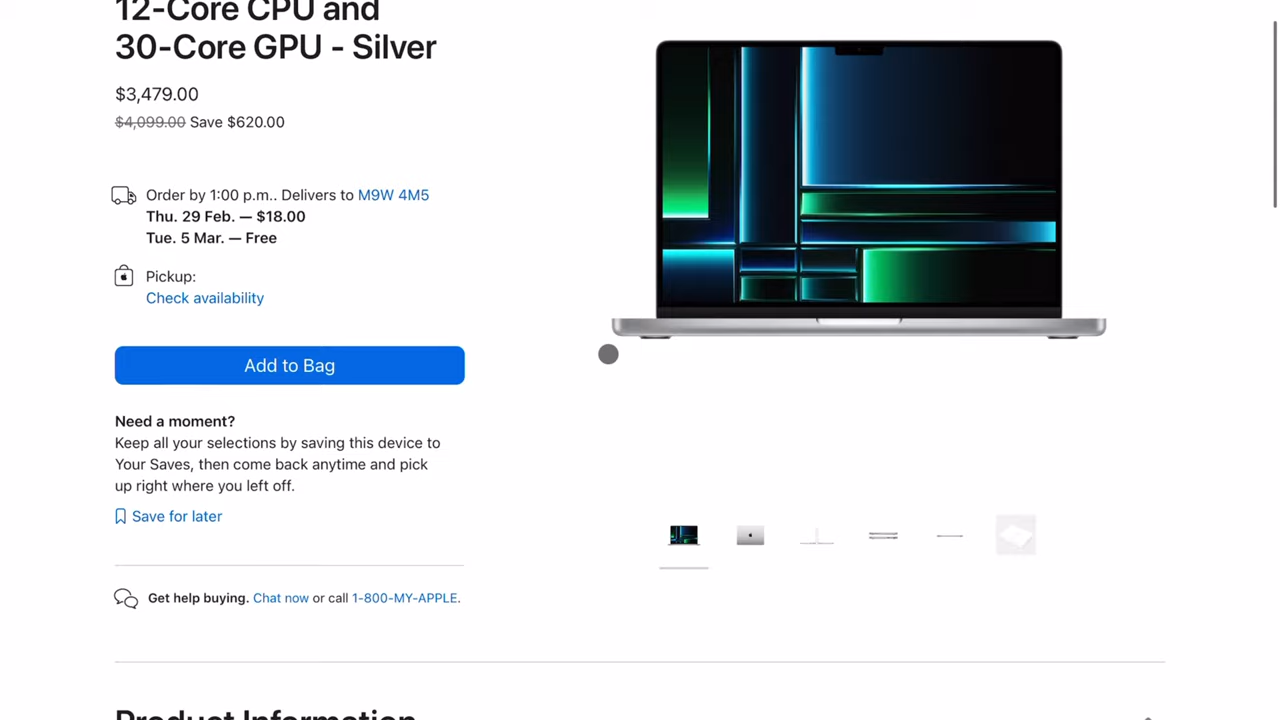 12-Core CPU and
30-Core GPU - Silver
$3,479.00
$4,099.00 Save $620.00
Order by 1:00 p.m.. Delivers to M9W 4M5
Thu. 29 Feb. — $18.00
Tue. 5 Mar. — Free
Pickup:
Check availability
Add to Bag
Need a moment?
Keep all your selections by saving this device to
Your Saves, then come back anytime and pick
up right where you left off.
Save for later
Get help buying. Chat now or call 1-800-MY-APPLE.
Product Information